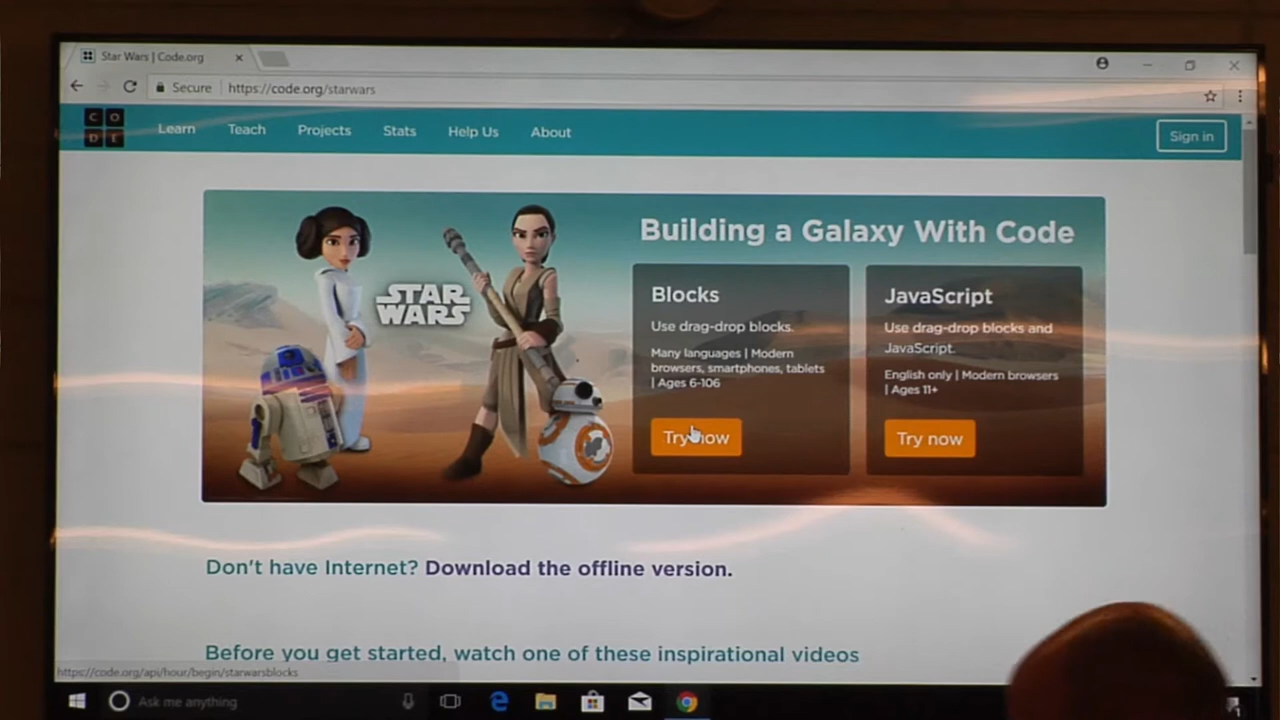 Star Wars | Code.org
Secure
https://code.org/starwars
C O
D E
Learn
Teach
Projects
Stats
Help Us
About
Sign in
STAR
WARS
Building a Galaxy With Code
Blocks
Use drag-drop blocks.
Many languages | Modern
browsers, smartphones, tablets
| Ages 6-106
Try now
JavaScript
Use drag-drop blocks and
JavaScript.
English only | Modern browsers
| Ages 11+
Try now
Don't have Internet? Download the offline version.
Before you get started, watch one of these inspirational videos
https://code.org/api/hour/begin/starwarsblocks
Ask me anything